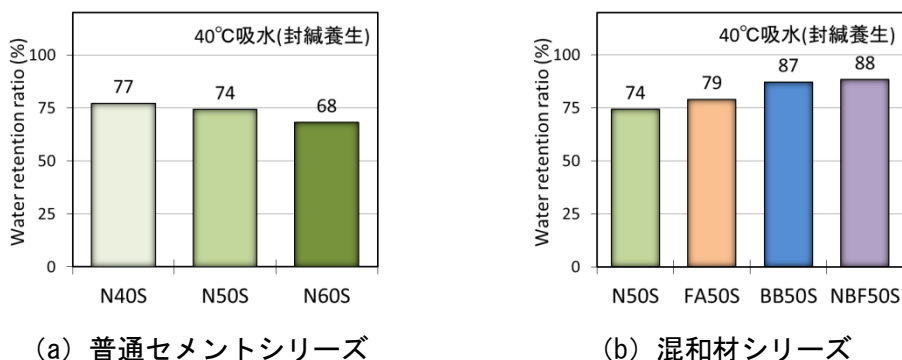 40℃吸水(封緘養生)
Water retention ratio (%)
100
75
50
25
0
77
74
68
N40S
N50S
N60S
(a) 普通セメントシリーズ
40℃吸水(封緘養生)
Water retention ratio (%)
100
75
50
25
0
74
79
87
88
N50S
FA50S
BB50S
NBF50S
(b) 混和材シリーズ